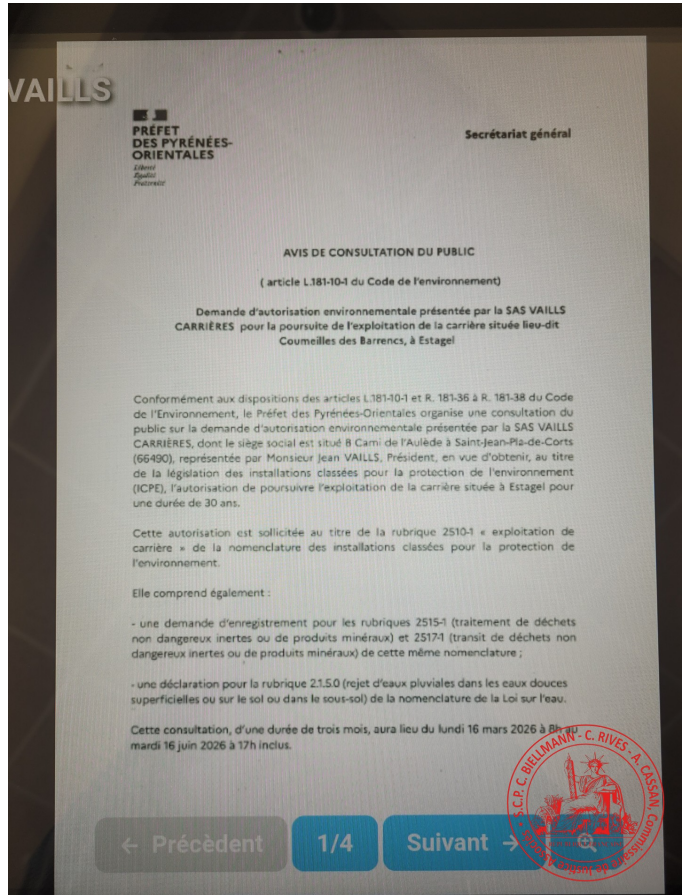 VAILLS
PRÉFET
DES PYRÉNÉES-
ORIENTALES
Liberté
Égalité
Fraternité
Secrétariat général
AVIS DE CONSULTATION DU PUBLIC
( article L.181-10-1 du Code de l'environnement)
Demande d'autorisation environnementale présentée par la SAS VAILLS
CARRIÈRES pour la poursuite de l'exploitation de la carrière située lieu-dit
Coumeilles des Barrencs, à Estagel
Conformément aux dispositions des articles L.181-10-1 et R. 181-36 à R. 181-38 du Code
de l'Environnement, le Préfet des Pyrénées-Orientales organise une consultation du
public sur la demande d'autorisation environnementale présentée par la SAS VAILLS
CARRIÈRES, dont le siège social est situé 8 Cami de l'Aulède à Saint-Jean-Pla-de-Corts
(66490), représentée par Monsieur Jean VAILLS, Président, en vue d'obtenir, au titre
de la législation des installations classées pour la protection de l'environnement
(ICPE), l'autorisation de poursuivre l'exploitation de la carrière située à Estagel pour
une durée de 30 ans.
Cette autorisation est sollicitée au titre de la rubrique 2510-1 « exploitation de
carrière » de la nomenclature des installations classées pour la protection de
l'environnement.
Elle comprend également :
- une demande d'enregistrement pour les rubriques 2515-1 (traitement de déchets
non dangereux inertes ou de produits minéraux) et 2517-1 (transit de déchets non
dangereux inertes ou de produits minéraux) de cette même nomenclature ;
- une déclaration pour la rubrique 2.1.5.0 (rejet d'eaux pluviales dans les eaux douces
superficielles ou sur le sol ou dans le sous-sol) de la nomenclature de la Loi sur l'eau.
Cette consultation, d'une durée de trois mois, aura lieu du lundi 16 mars 2026 à 8h au
mardi 16 juin 2026 à 17h inclus.
S.C.P. C. BIELLMANN - C. RIVES - A. CASSAN, Commissaire de Justice Associés
← Précèdent
1/4
Suivant →